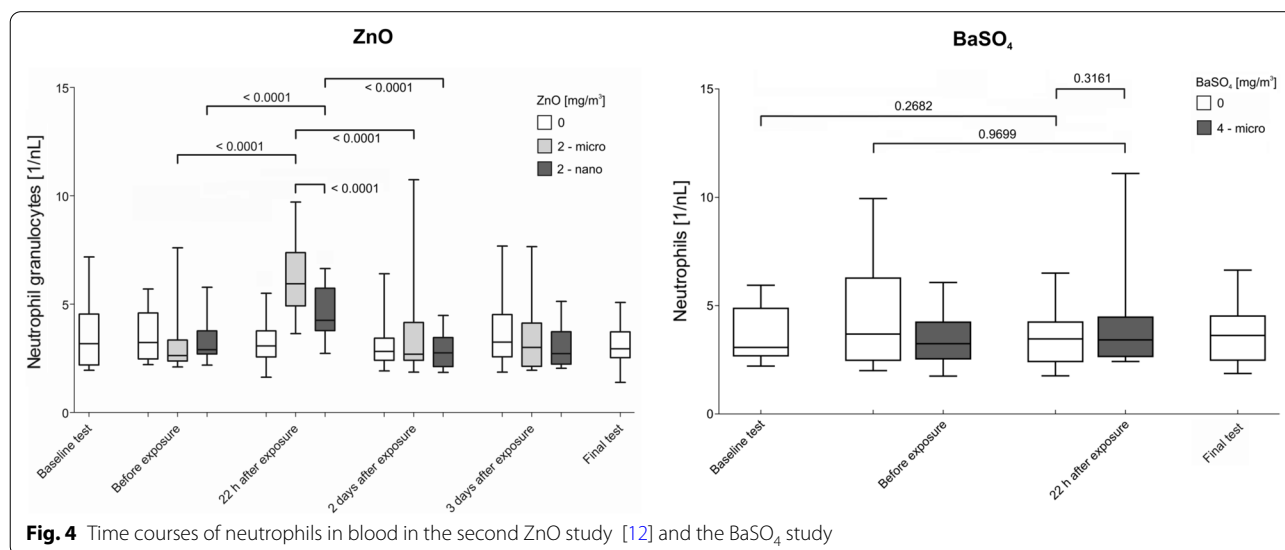 ZnO
BaSO₄
Neutrophil granulocytes [1/nL]
15
10
5
0
< 0.0001
< 0.0001
< 0.0001
< 0.0001
< 0.0001
ZnO [mg/m³]
0
2 - micro
2 - nano
Baseline test
Before exposure
22 h after exposure
2 days after exposure
3 days after exposure
Final test
Neutrophils [1/nL]
15
10
5
0
0.3161
0.2682
0.9699
BaSO₄ [mg/m³]
0
4 - micro
Baseline test
Before exposure
22 h after exposure
Final test
Fig. 4 Time courses of neutrophils in blood in the second ZnO study [12] and the BaSO₄ study